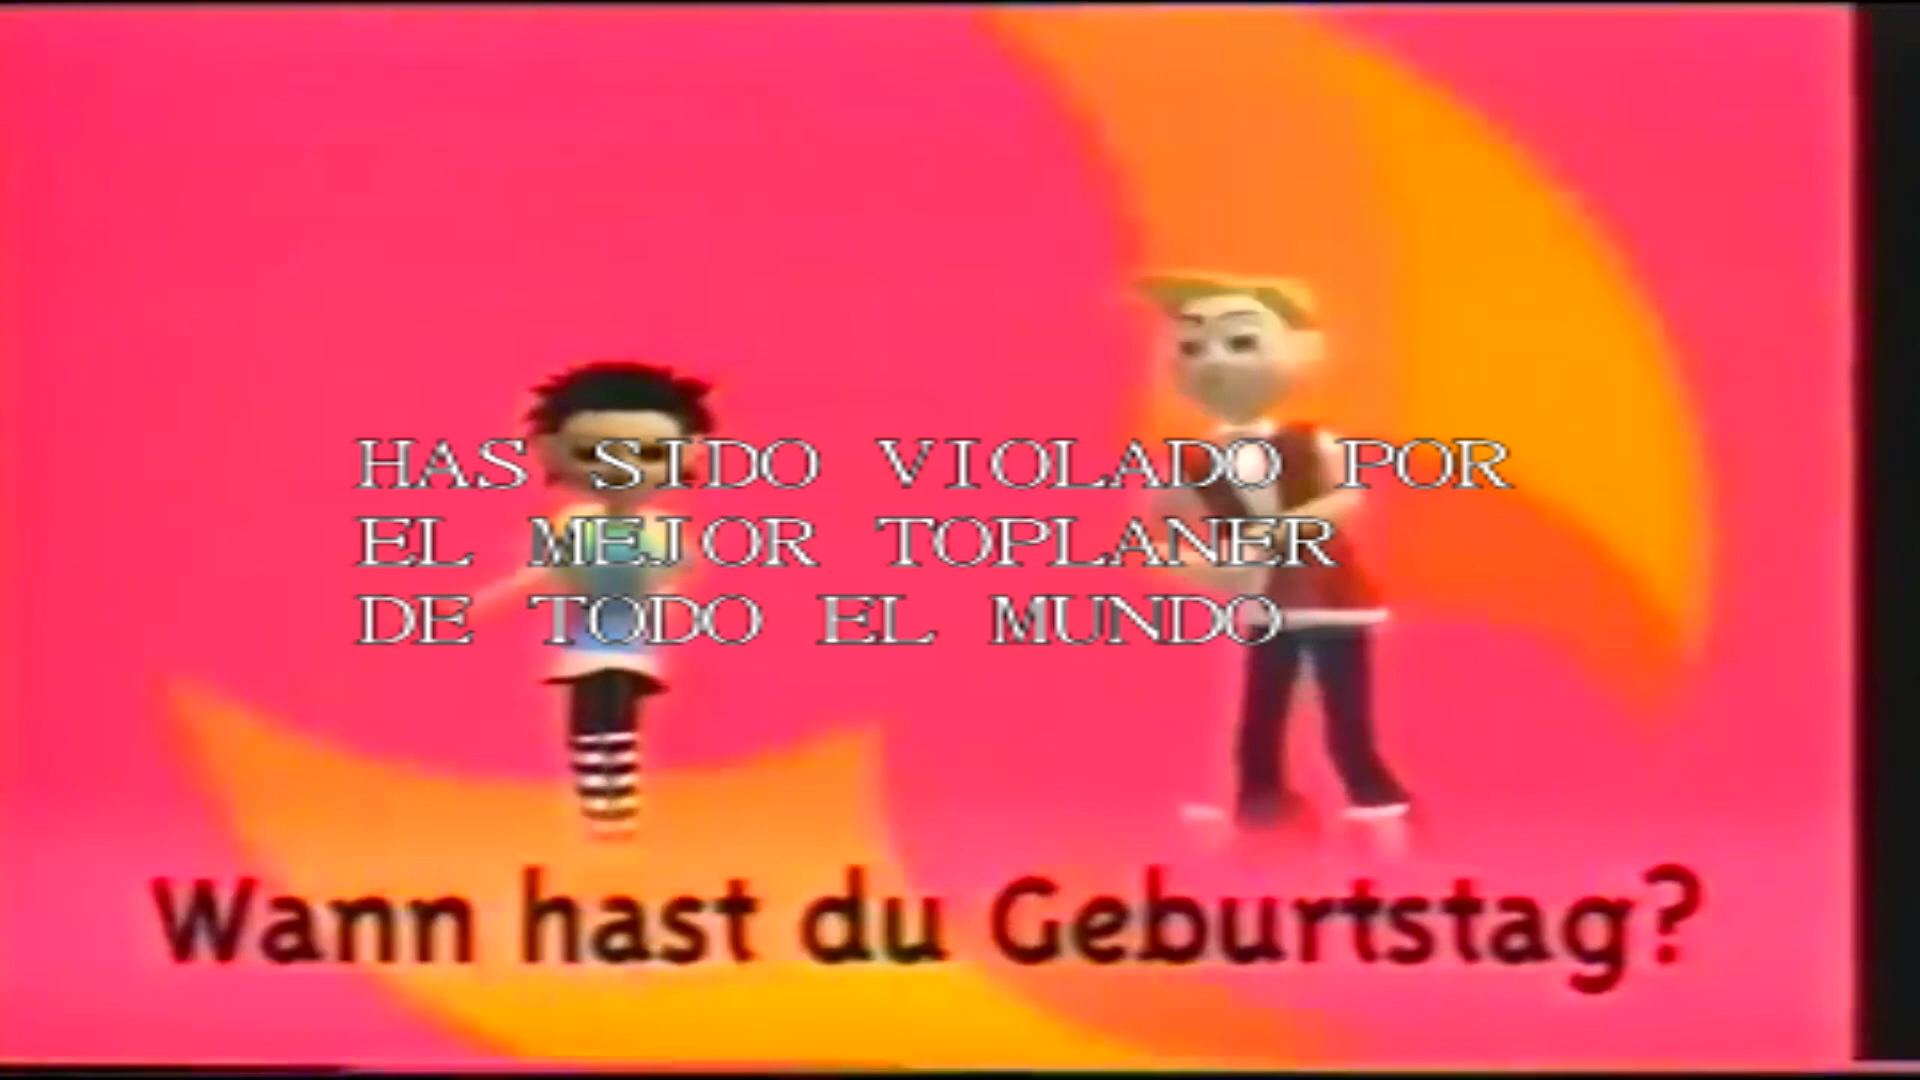 HAS SIDO VIOLADO POR
EL MEJOR TOPLANER
DE TODO EL MUNDO
Wann hast du Geburtstag?